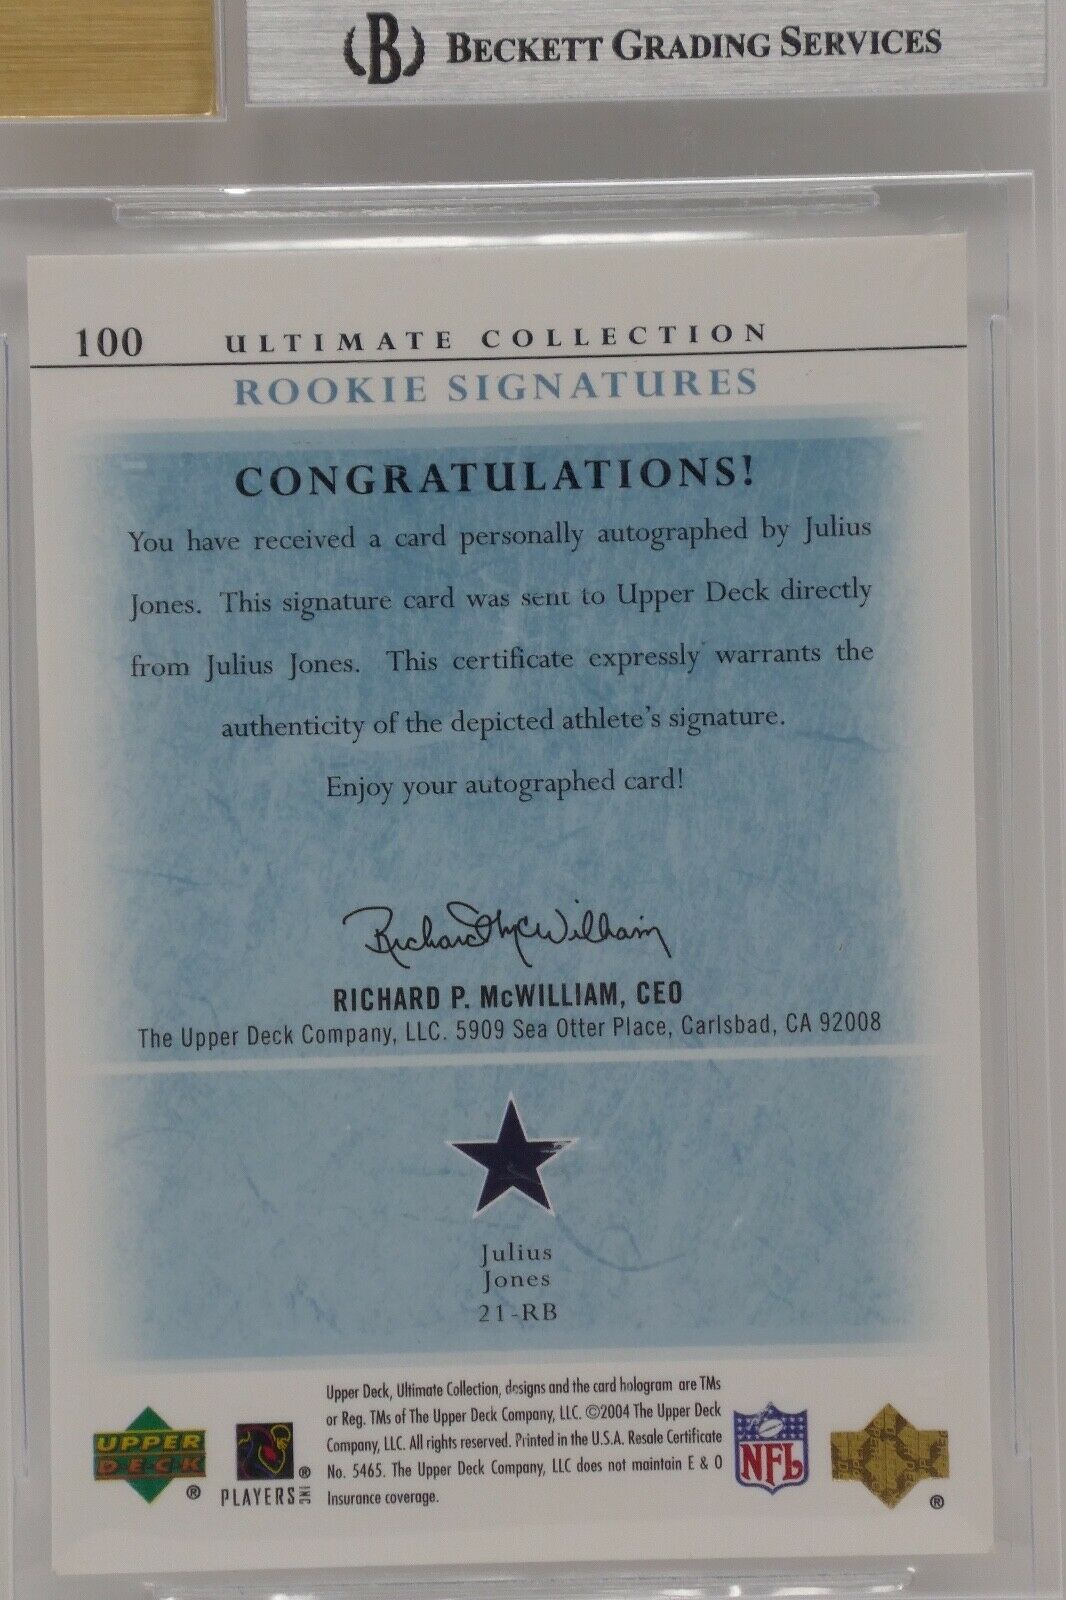 BECKETT GRADING SERVICES
100 ULTIMATE COLLECTION
ROOKIE SIGNATURES
CONGRATULATIONS!
You have received a card personally autographed by Julius
Jones. This signature card was sent to Upper Deck directly
from Julius Jones. This certificate expressly warrants the
authenticity of the depicted athlete's signature.
Enjoy your autographed card!
Richard McWilliam
RICHARD P. McWILLIAM, CEO
The Upper Deck Company, LLC. 5909 Sea Otter Place, Carlsbad, CA 92008
Julius
Jones
21-RB
Upper Deck, Ultimate Collection, designs and the card hologram are TMs
or Reg. TMs of The Upper Deck Company, LLC. ©2004 The Upper Deck
Company, LLC. All rights reserved. Printed in the U.S.A. Resale Certificate
No. 5465. The Upper Deck Company, LLC does not maintain E & O
Insurance coverage.
UPPER
DECK
®
PLAYERS INC
®
NFL
®